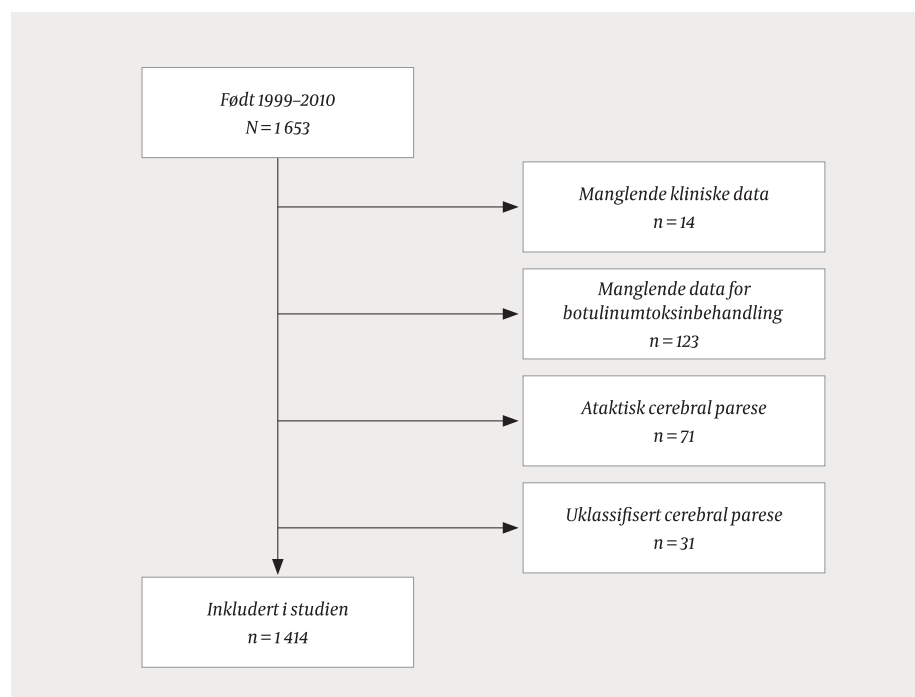 Født 1999–2010
N = 1 653
Manglende kliniske data
n = 14
Manglende data for
botulinumtoksinbehandling
n = 123
Ataktisk cerebral parese
n = 71
Uklassifisert cerebral parese
n = 31
Inkludert i studien
n = 1 414